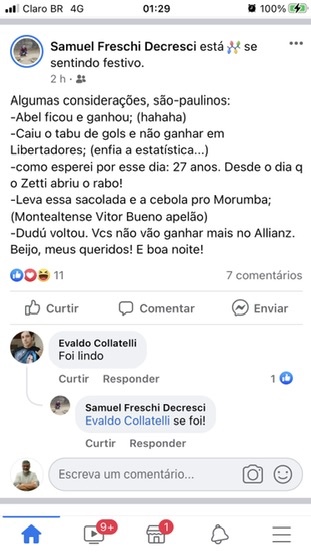 Claro BR 4G 01:29 100%
Samuel Freschi Decresci está se
sentindo festivo.
2 h
Algumas considerações, são-paulinos:
-Abel ficou e ganhou; (hahaha)
-Caiu o tabu de gols e não ganhar em
Libertadores; (enfia a estatística...)
-como esperei por esse dia: 27 anos. Desde o dia q
o Zetti abriu o rabo!
-Leva essa sacolada e a cebola pro Morumba;
(Montealtense Vitor Bueno apelão)
-Dudú voltou. Vcs não vão ganhar mais no Allianz.
Beijo, meus queridos! E boa noite!
11 7 comentários
Curtir Comentar Enviar
Evaldo Collatelli
Foi lindo
Curtir Responder 1
Samuel Freschi Decresci
Evaldo Collatelli se foi!
Curtir Responder
Escreva um comentário...
9+ 1